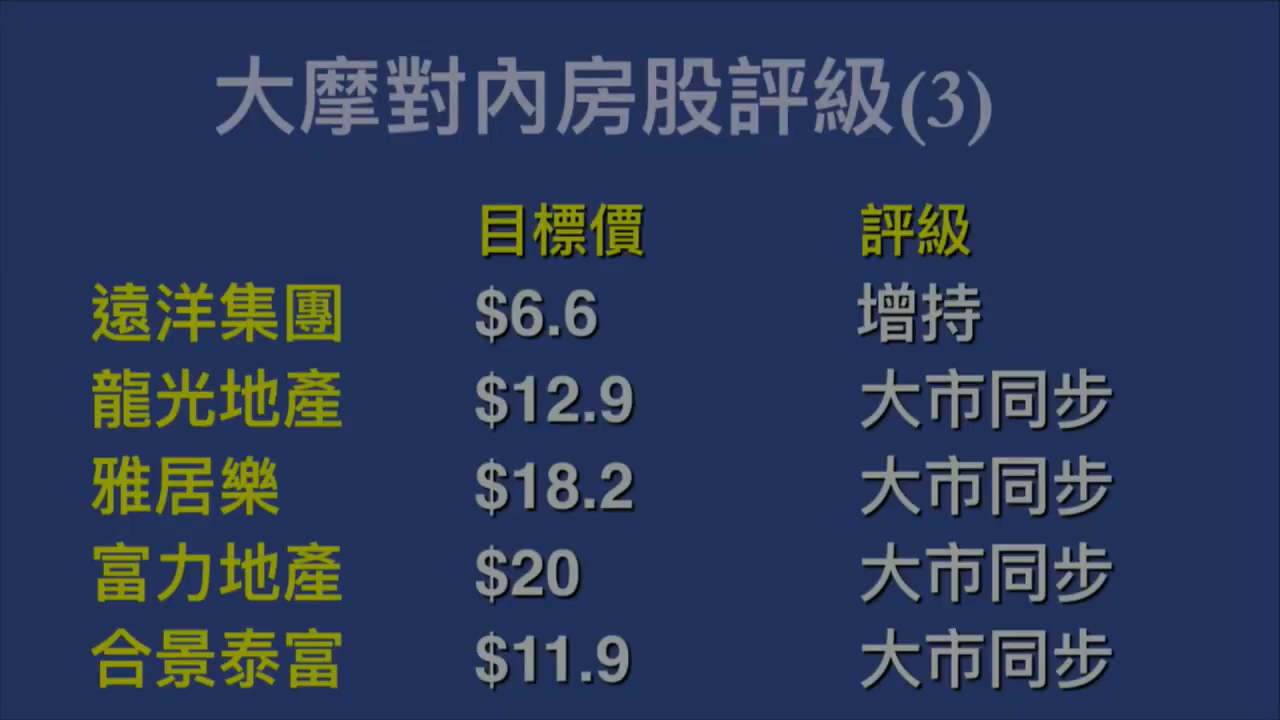 大摩對內房股評級(3)
目標價 評級
遠洋集團 $6.6 增持
龍光地產 $12.9 大市同步
雅居樂 $18.2 大市同步
富力地產 $20 大市同步
合景泰富 $11.9 大市同步